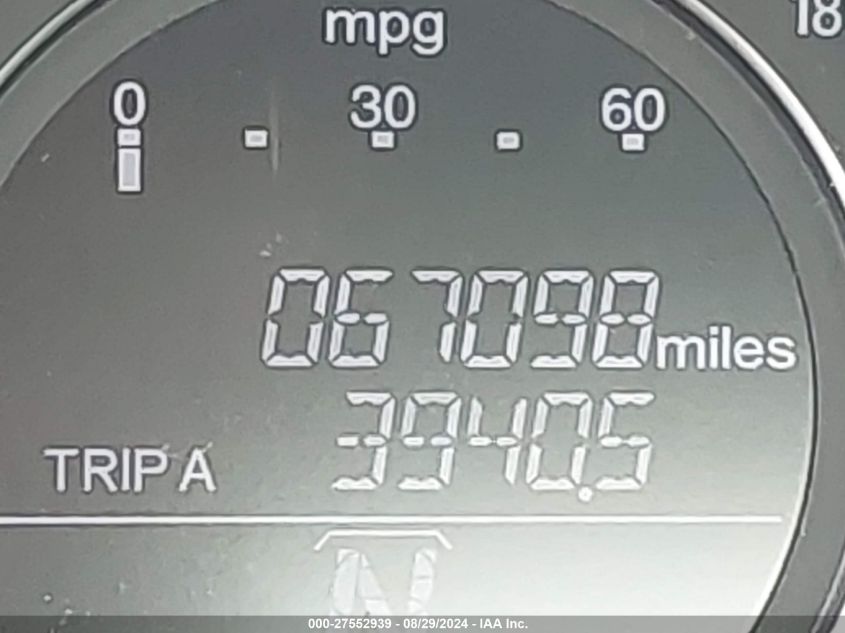 mpg
18
0 30 60
067098 miles
TRIP A 3940.5
N
000-27552939 - 08/29/2024 - IAA Inc.